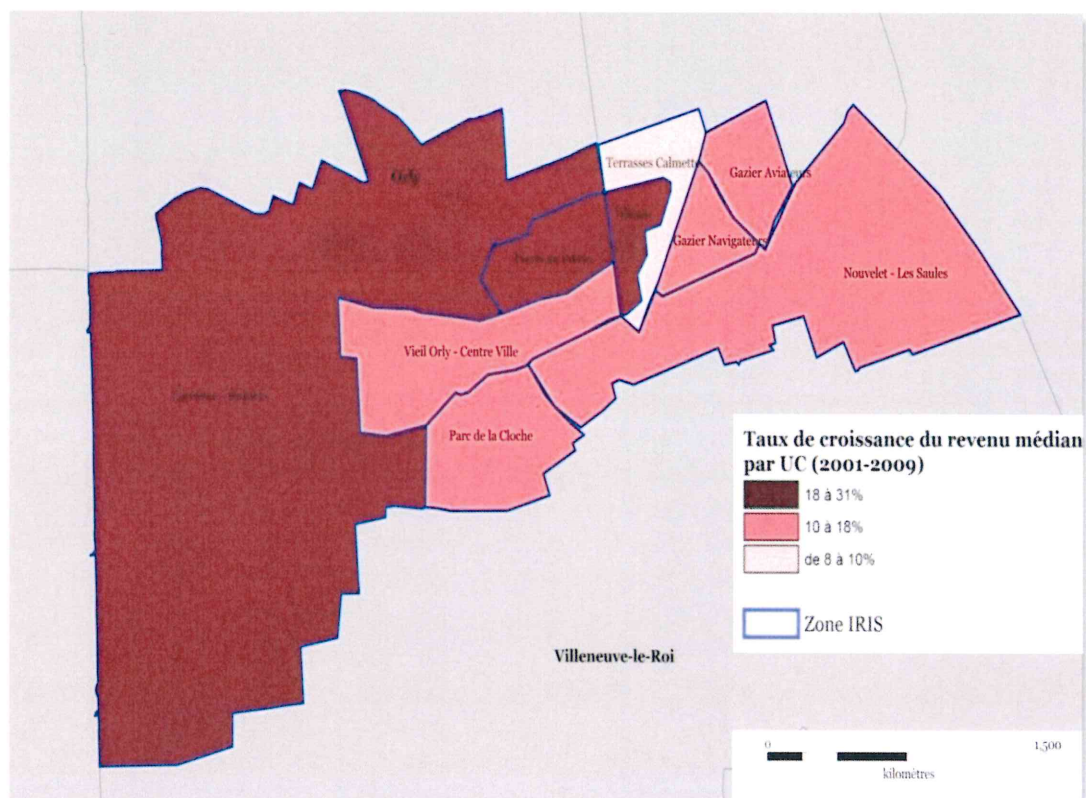 Orly
Terrasses Calmette
Gazier Aviateurs
Gazier Navigateurs
Nouvelet - Les Saules
Vieil Orly - Centre Ville
Parc de la Cloche
Taux de croissance du revenu médian
par UC (2001-2009)
18 à 31%
10 à 18%
de 8 à 10%
Zone IRIS
Villeneuve-le-Roi
0 1,500
kilomètres